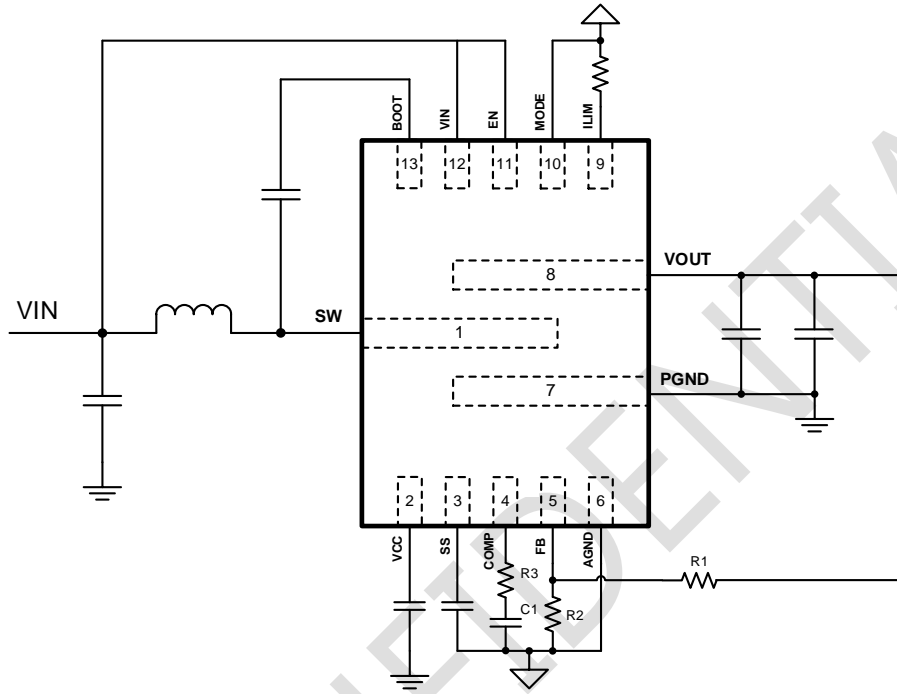 BOOT
VIN
EN
MODE
ILIM
13
12
11
10
9
8
VOUT
VIN
SW
1
7
PGND
2
3
4
5
6
VCC
SS
COMP
FB
AGND
R3
C1
R2
R1